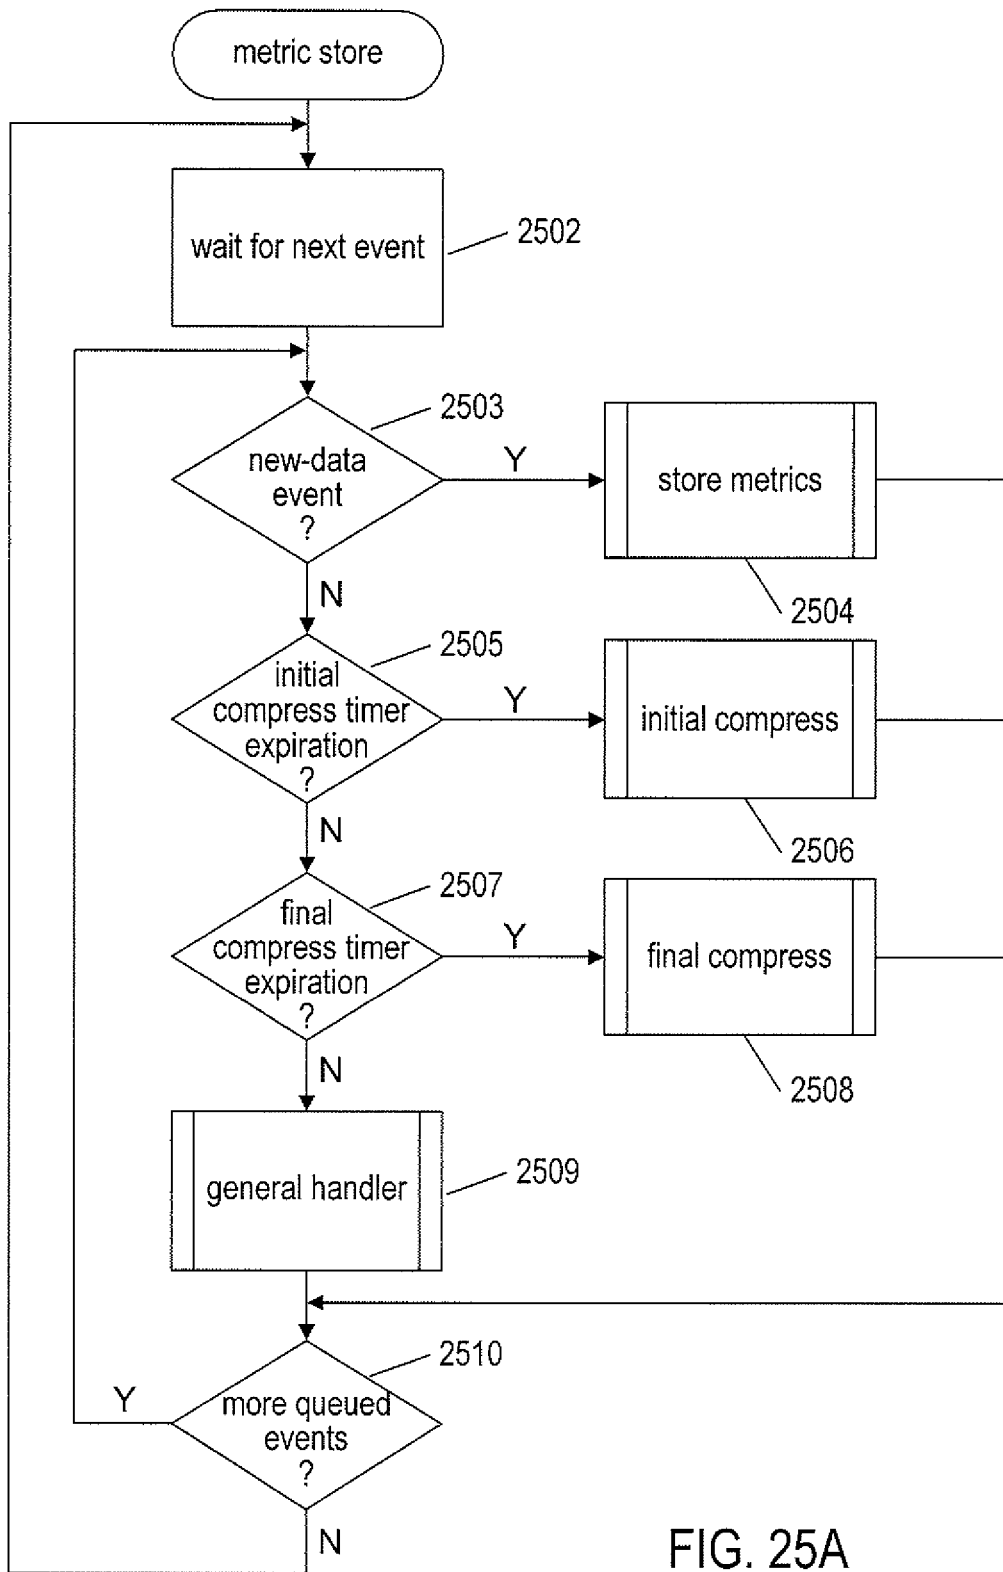 metric store
wait for next event
2502
2503
new-data
event
?
Y
store metrics
2504
N
2505
initial
compress timer
expiration
?
Y
initial compress
2506
N
2507
final
compress timer
expiration
?
Y
final compress
2508
N
general handler
2509
2510
more queued
events
?
Y
N
FIG. 25A